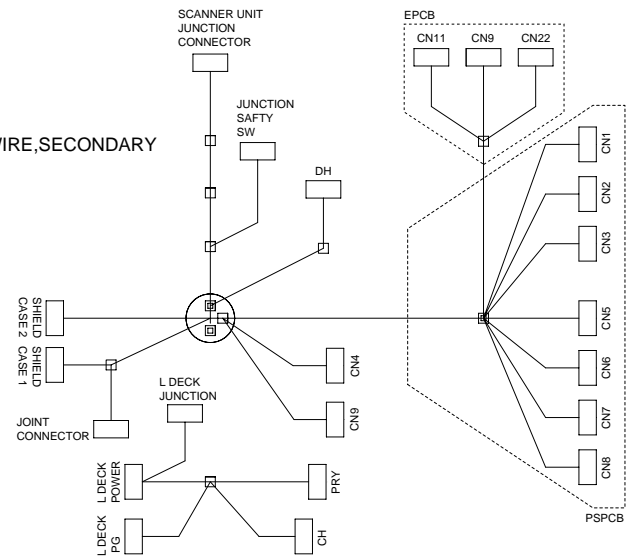 SCANNER UNIT
JUNCTION
CONNECTOR
EPCB
CN11
CN9
CN22
JUNCTION
SAFTY
SW
WIRE,SECONDARY
DH
CN1
CN2
CN3
SHIELD
CASE 2
SHIELD
CASE 1
CN5
CN4
CN6
L DECK
JUNCTION
CN9
CN7
JOINT
CONNECTOR
CN8
L DECK
POWER
PRY
L DECK
PG
CH
PSPCB